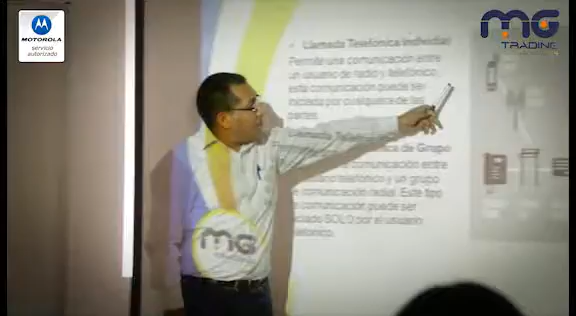 MOTOROLA
servicio
autorizado
MG
TRADING
- Llamada Telefónica Individual
Permite una comunicación entre
un usuario de radio y telefónico,
esta comunicación puede ser
iniciada por cualquiera de las
partes.
de Grupo
comunicación entre
telefónico y un grupo
de comunicación radial. Este tipo
comunicación puede ser
iniciado SOLO por el usuario
telefónico.
MG